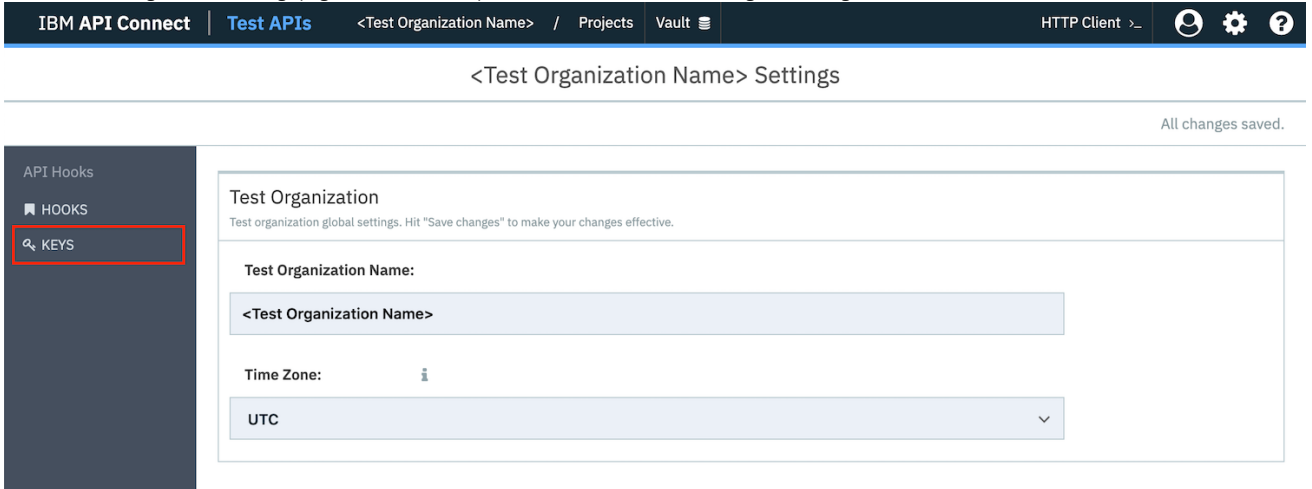 IBM API Connect Test APIs <Test Organization Name> / Projects Vault HTTP Client >_ ?
<Test Organization Name> Settings
All changes saved.
API Hooks
HOOKS
KEYS
Test Organization
Test organization global settings. Hit "Save changes" to make your changes effective.
Test Organization Name:
<Test Organization Name>
Time Zone: i
UTC